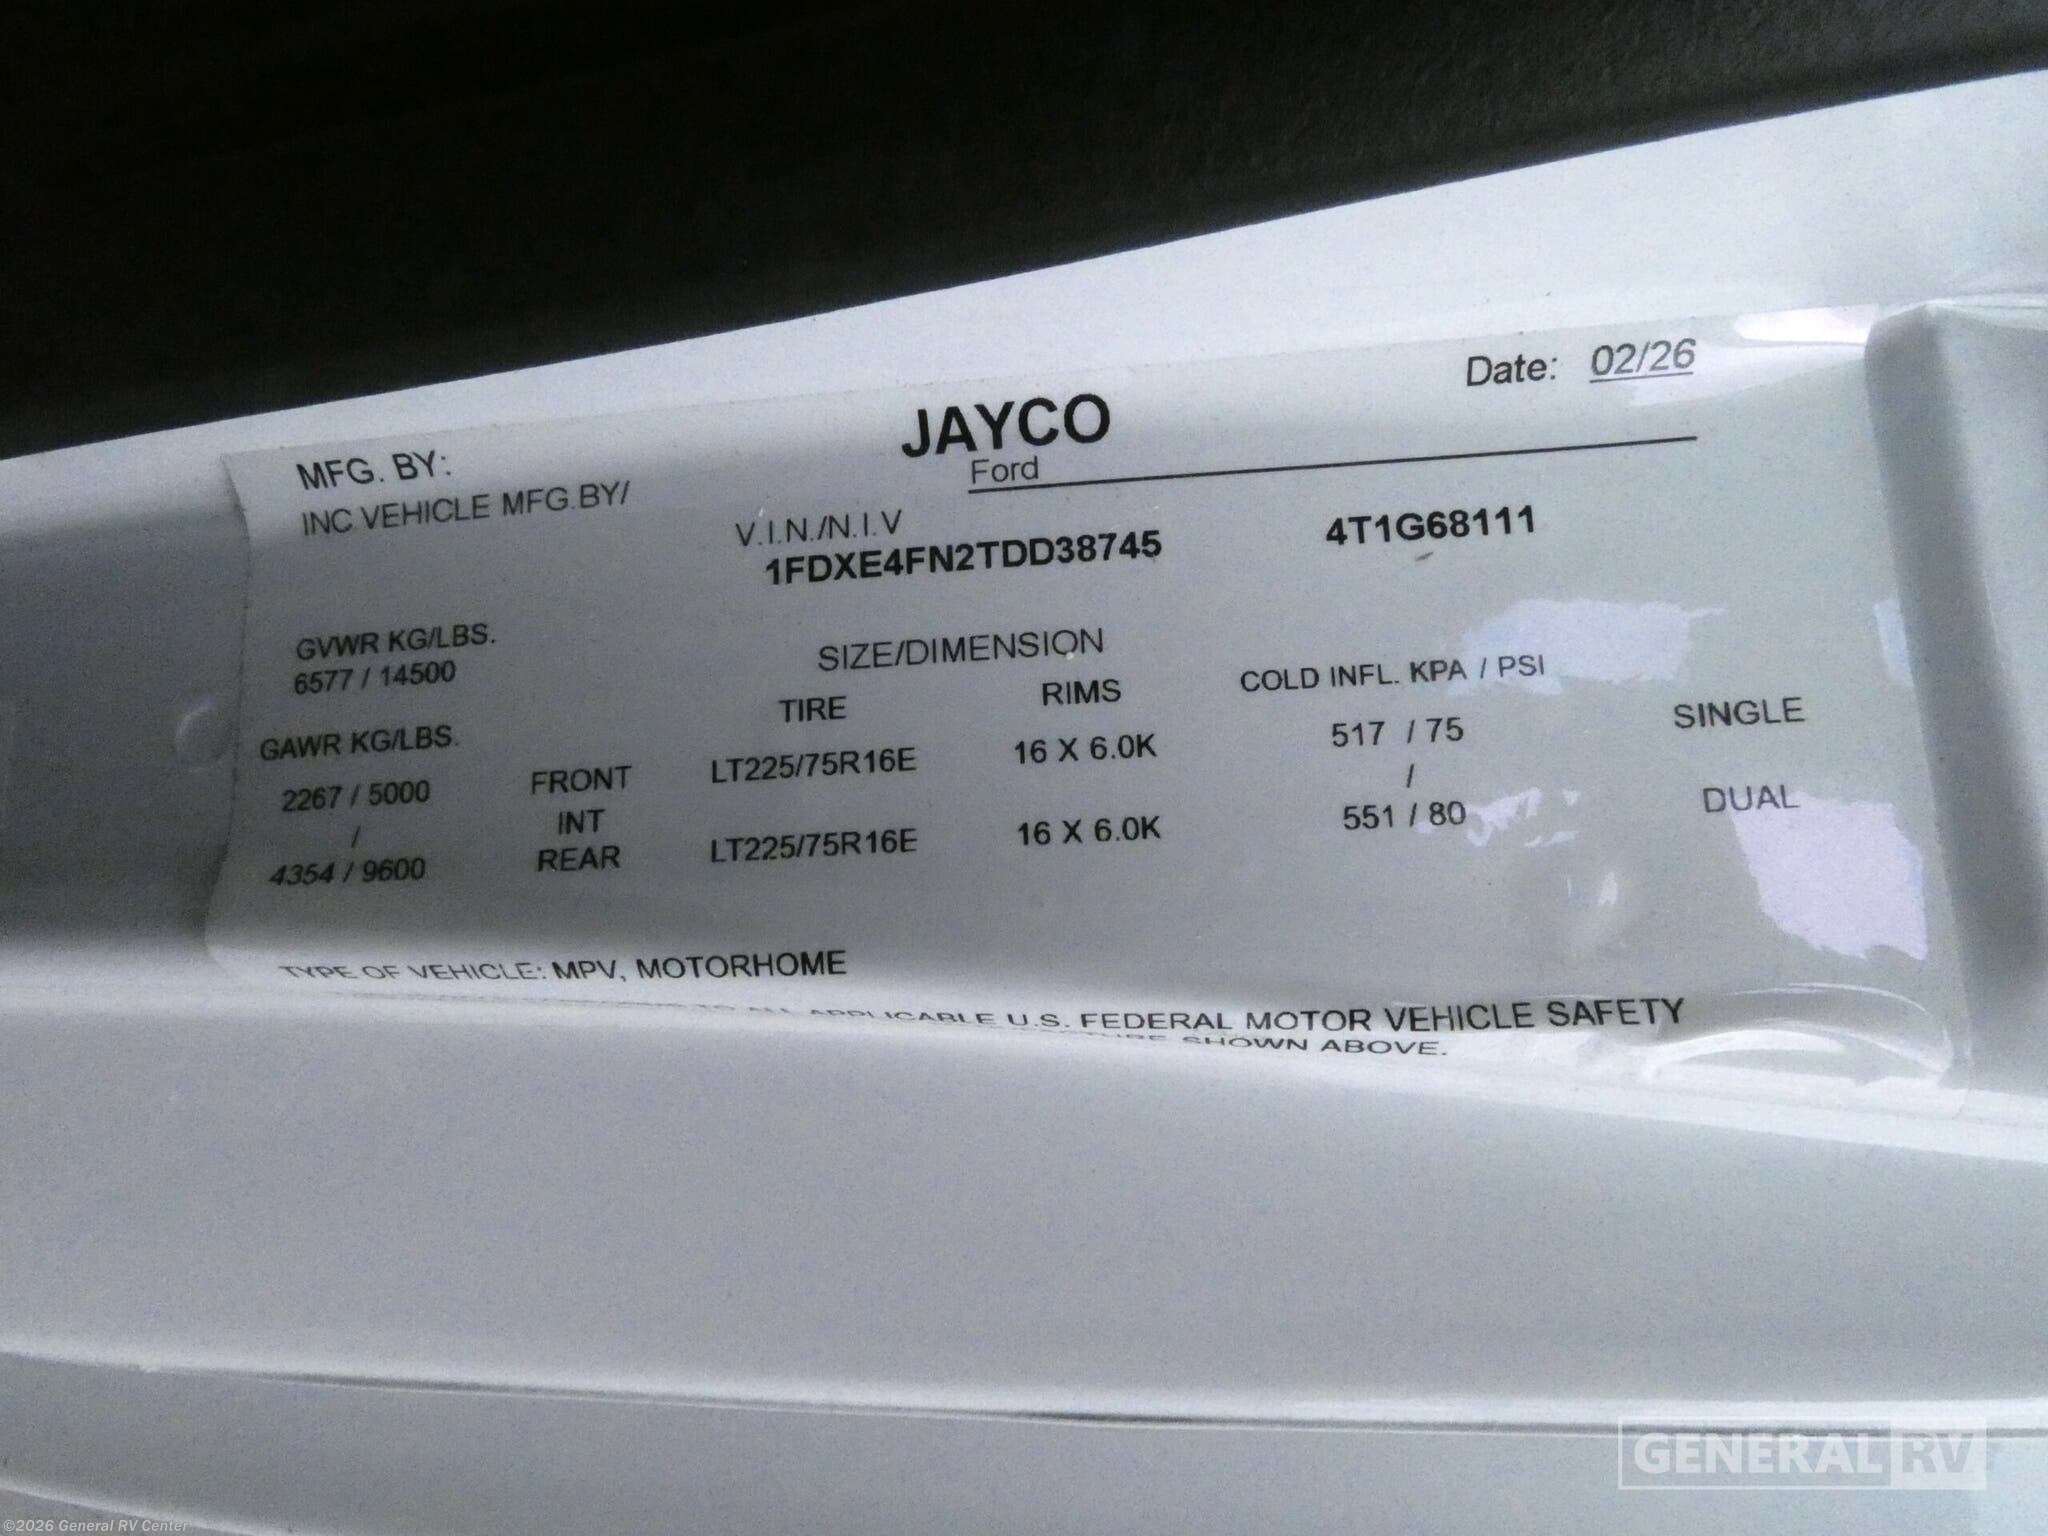 Date: 02/26
MFG. BY: JAYCO
INC.VEHICLE MFG.BY/ Ford
V.I.N./N.I.V
1FDXE4FN2TDD38745 4T1G68111
GVWR KG/LBS. SIZE/DIMENSION
6577 / 14500 TIRE RIMS COLD INFL. KPA / PSI
GAWR KG/LBS.
2267 / 5000 FRONT LT225/75R16E 16 X 6.0K 517 / 75 SINGLE
/ INT /
4354 / 9600 REAR LT225/75R16E 16 X 6.0K 551 / 80 DUAL
TYPE OF VEHICLE: MPV, MOTORHOME
APPLICABLE U.S. FEDERAL MOTOR VEHICLE SAFETY
SHOWN ABOVE.
GENERAL RV
©2026 General RV Center